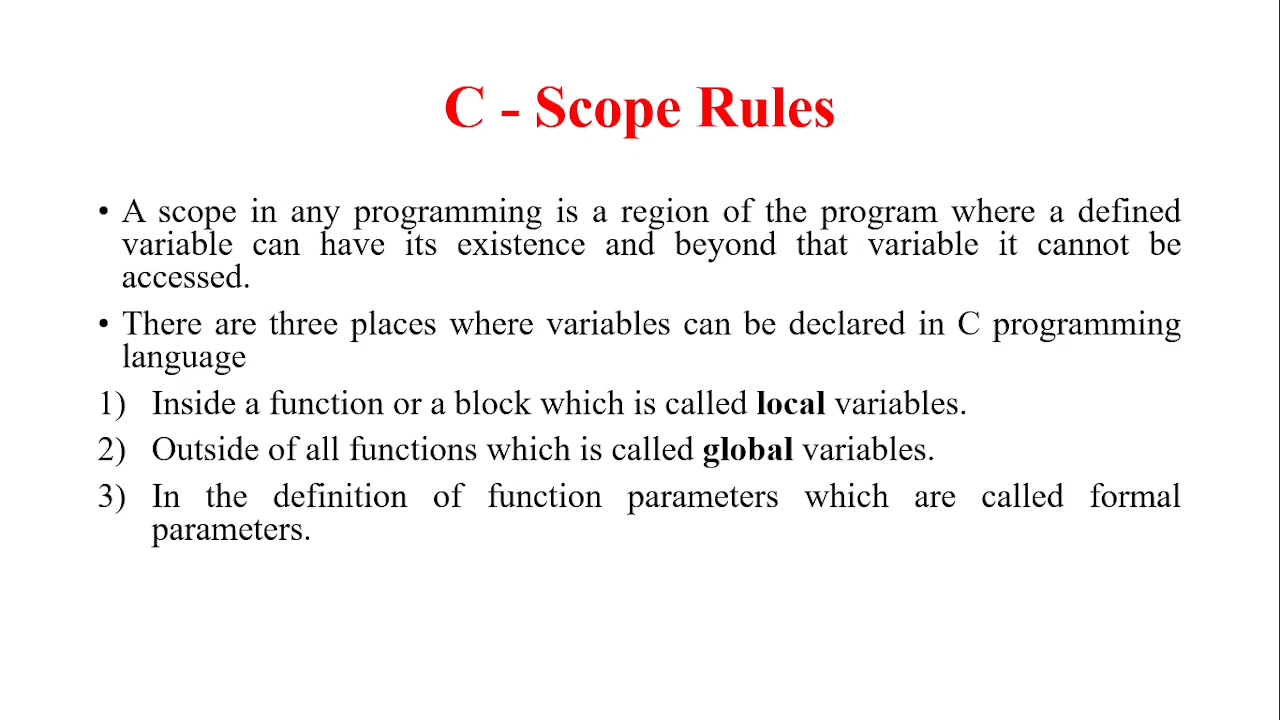 C - Scope Rules
• A scope in any programming is a region of the program where a defined
variable can have its existence and beyond that variable it cannot be
accessed.
• There are three places where variables can be declared in C programming
language
1) Inside a function or a block which is called local variables.
2) Outside of all functions which is called global variables.
3) In the definition of function parameters which are called formal
parameters.